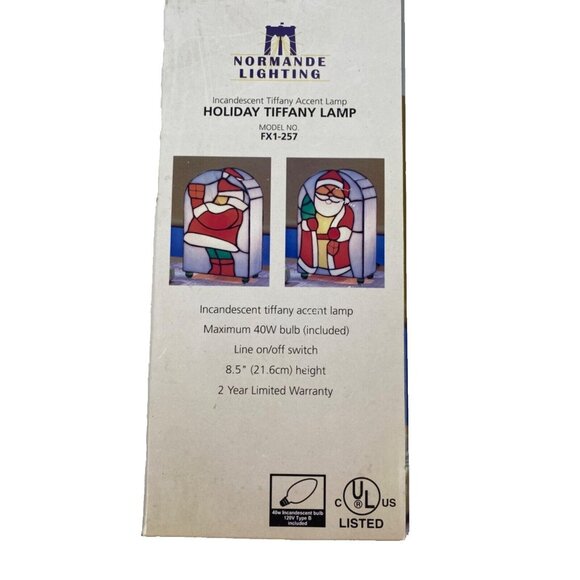 NORMANDE
LIGHTING
Incandescent Tiffany Accent Lamp
HOLIDAY TIFFANY LAMP
MODEL NO.
FX1-257
Incandescent tiffany accent lamp
Maximum 40W bulb (included)
Line on/off switch
8.5" (21.6cm) height
2 Year Limited Warranty
40w Incandescent bulb
120V Type B
included
C UL US
®
LISTED